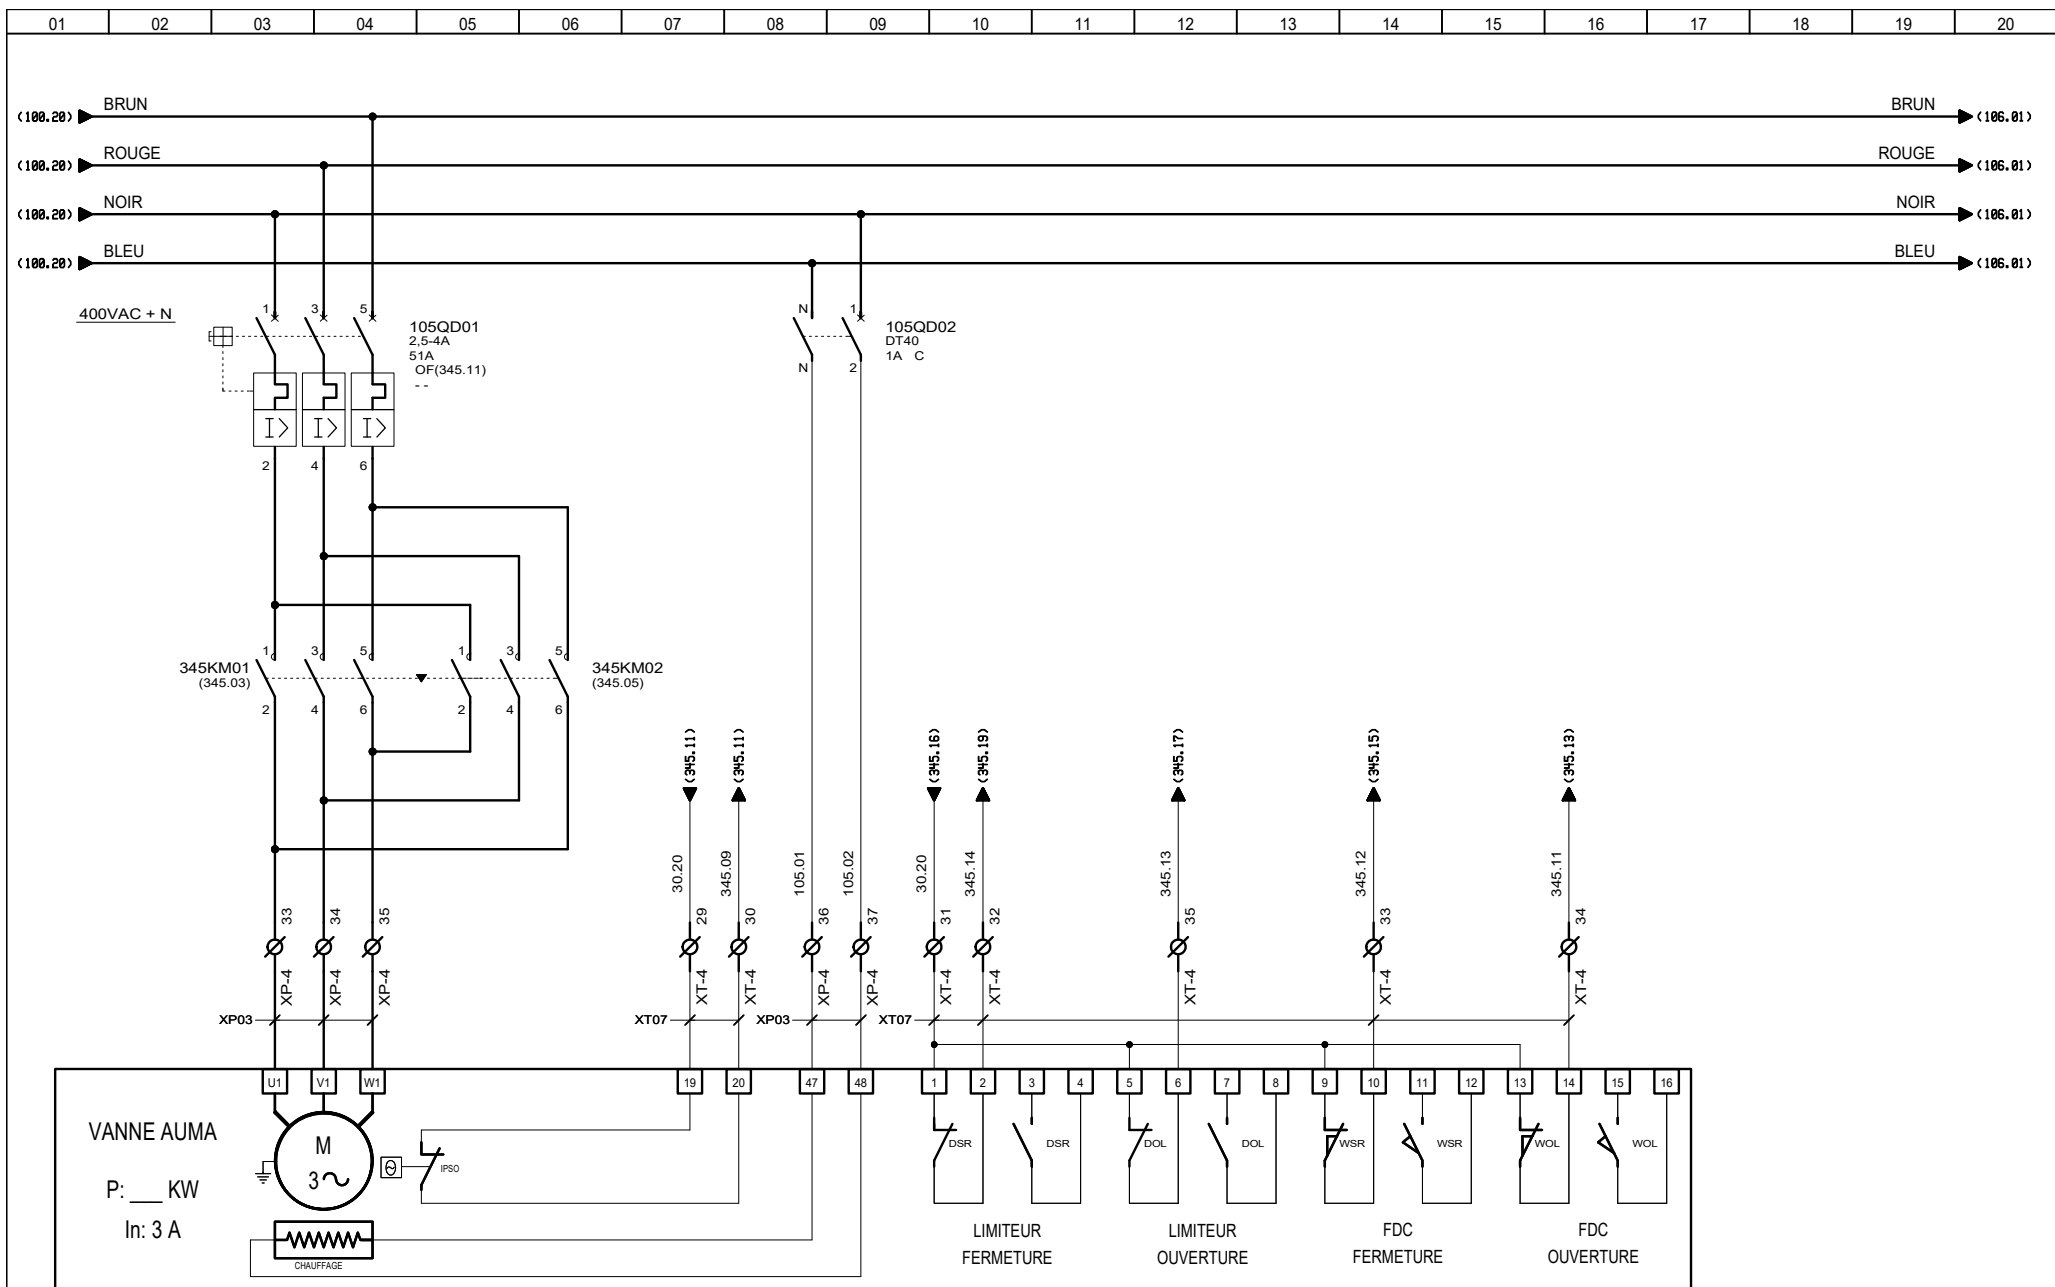 01 02 03 04 05 06 07 08 09 10 11 12 13 14 15 16 17 18 19 20
BRUN BRUN
(100.20) (106.01)
ROUGE ROUGE
(100.20) (106.01)
NOIR NOIR
(100.20) (106.01)
BLEU BLEU
(100.20) (106.01)
400VAC + N
1 3 5 N 1
105QD01
2,5-4A
51A
OF(345.11)
--
105QD02
DT40
1A C
N 2
I> I> I>
2 4 6
1 3 5 1 3 5
345KM01
(345.03)
345KM02
(345.05)
2 4 6 2 4 6
(345.11) (345.11) (345.16) (345.19) (345.17) (345.15) (345.13)
30.20 345.09 105.01 105.02 30.20 345.14 345.13 345.12 345.11
33 34 35 29 30 36 37 31 32 35 33 34
XP-4 XP-4 XP-4 XT-4 XT-4 XP-4 XP-4 XT-4 XT-4 XT-4 XT-4 XT-4
XP03 XT07 XP03 XT07
U1 V1 W1 19 20 47 48 1 2 3 4 5 6 7 8 9 10 11 12 13 14 15 16
VANNE AUMA
P: ___ KW
In: 3 A
M
3
IPSO
CHAUFFAGE
DSR DSR DOL DOL WSR WSR WOL WOL
LIMITEUR
FERMETURE
LIMITEUR
OUVERTURE
FDC
FERMETURE
FDC
OUVERTURE